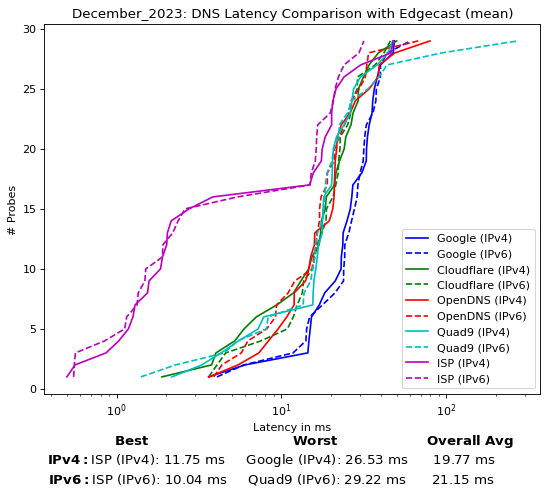 December_2023: DNS Latency Comparison with Edgecast (mean)
30
25
20
15
10
5
0
# Probes
Google (IPv4)
Google (IPv6)
Cloudflare (IPv4)
Cloudflare (IPv6)
OpenDNS (IPv4)
OpenDNS (IPv6)
Quad9 (IPv4)
Quad9 (IPv6)
ISP (IPv4)
ISP (IPv6)
10⁰ 10¹ 10²
Latency in ms
Best Worst Overall Avg
IPv4: ISP (IPv4): 11.75 ms Google (IPv4): 26.53 ms 19.77 ms
IPv6: ISP (IPv6): 10.04 ms Quad9 (IPv6): 29.22 ms 21.15 ms